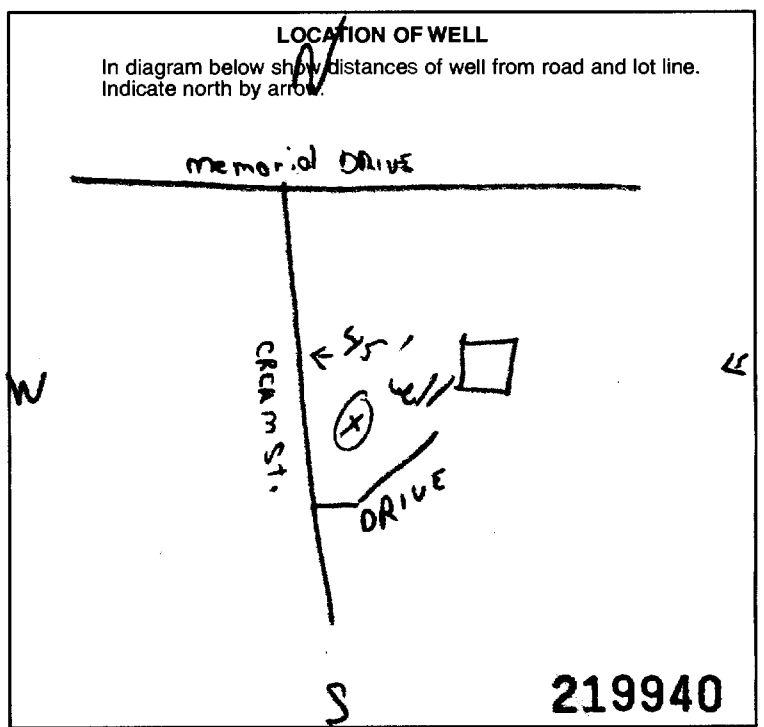 LOCATION OF WELL
In diagram below show distances of well from road and lot line.
Indicate north by arrow.
N
memorial DRIVE
CREAM St.
← 55'
Well
X
W
E
DRIVE
S
219940